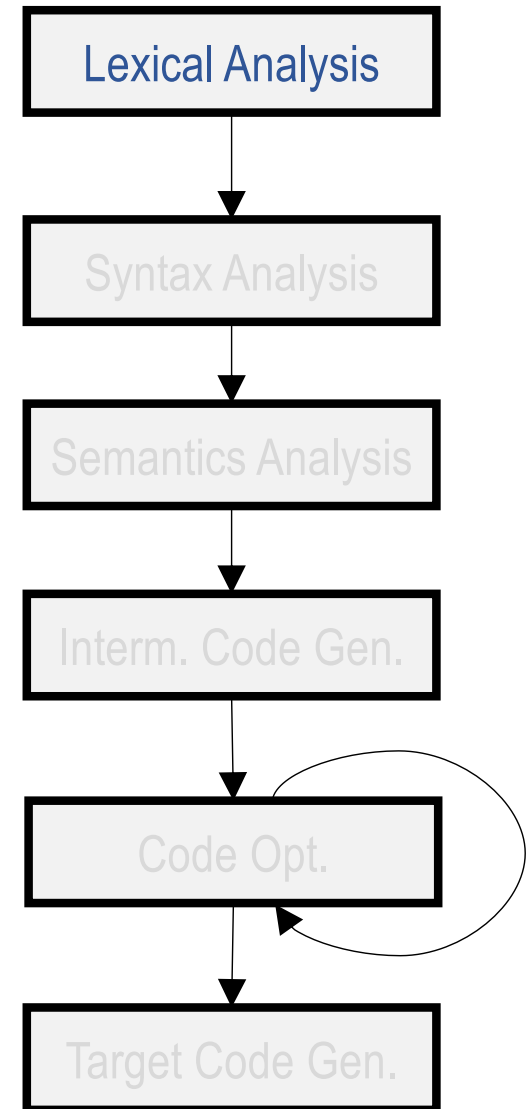 Lexical Analysis
Syntax Analysis
Semantics Analysis
Interm. Code Gen.
Code Opt.
Target Code Gen.